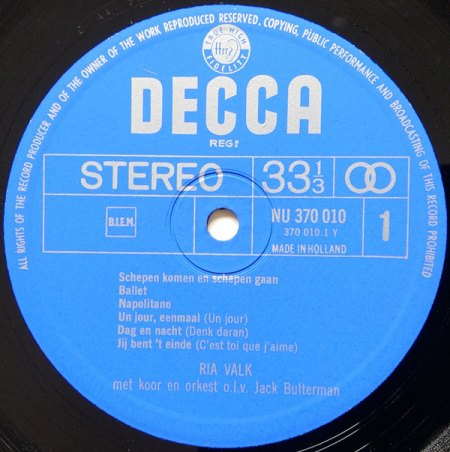 ALL RIGHTS OF THE RECORD PRODUCER AND OF THE OWNER OF THE WORK REPRODUCED RESERVED. COPYING, PUBLIC PERFORMANCE AND BROADCASTING OF THIS RECORD PROHIBITED
TRUE HIGH
ffrr
FIDELITY
DECCA
REGD
STEREO
33 1/3
B.I.E.M.
NU 370 010
370 010.1 Y
MADE IN HOLLAND
1
Schepen komen en schepen gaan
Ballet
Napolitano
Un jour, eenmaal (Un jour)
Dag en nacht (Denk daran)
Jij bent 't einde (C'est toi que j'aime)
RIA VALK
met koor en orkest o.l.v. Jack Bulterman